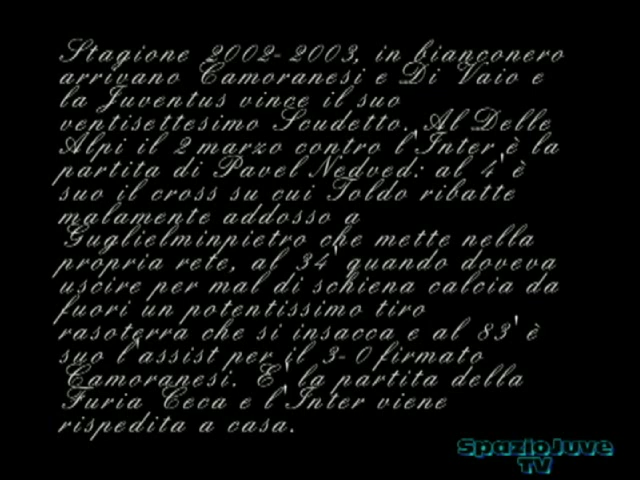 Stagione 2002-2003, in bianconero
arrivano Camoranesi e Di Vaio e
la Juventus vince il suo
ventisettesimo Scudetto. Al Delle
Alpi il 2 marzo contro l'Inter è la
partita di Pavel Nedved: al 4' è
suo il cross su cui Toldo ribatte
malamente addosso a
Guglielminpietro che mette nella
propria rete, al 34' quando doveva
uscire per mal di schiena calcia da
fuori un potentissimo tiro
rasoterra che si insacca e al 83' è
suo l'assist per il 3-0 firmato
Camoranesi. E' la partita della
Furia Ceca e l'Inter viene
rispedita a casa.
SpazioJuve
TV